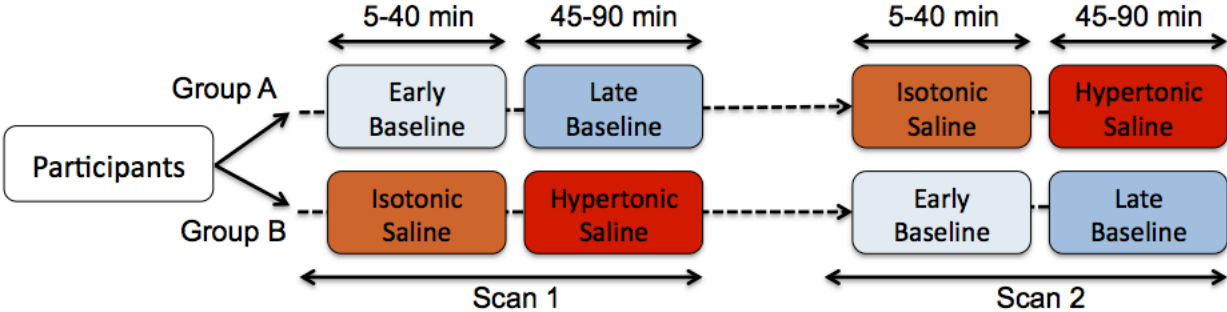 5-40 min
45-90 min
5-40 min
45-90 min
Group A
Early
Baseline
Late
Baseline
Isotonic
Saline
Hypertonic
Saline
Participants
Group B
Isotonic
Saline
Hypertonic
Saline
Early
Baseline
Late
Baseline
Scan 1
Scan 2